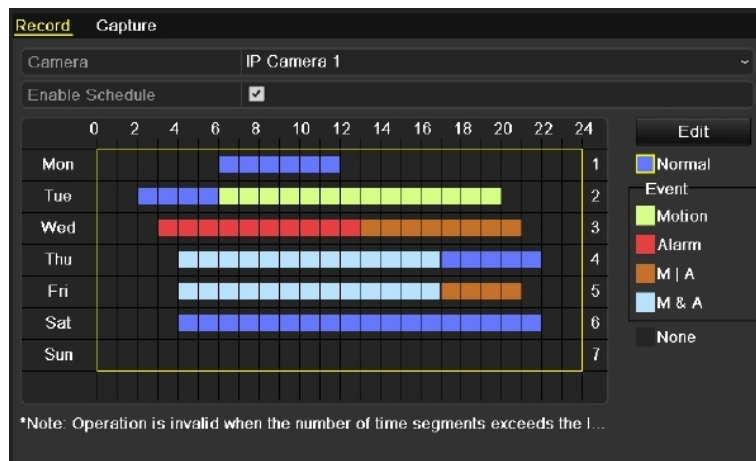 Record Capture
Camera IP Camera 1
Enable Schedule
0 2 4 6 8 10 12 14 16 18 20 22 24
Edit
Mon 1
Normal
Event
Tue 2
Motion
Wed 3
Alarm
Thu 4
M | A
Fri 5
M & A
Sat 6
None
Sun 7
*Note: Operation is invalid when the number of time segments exceeds the l...